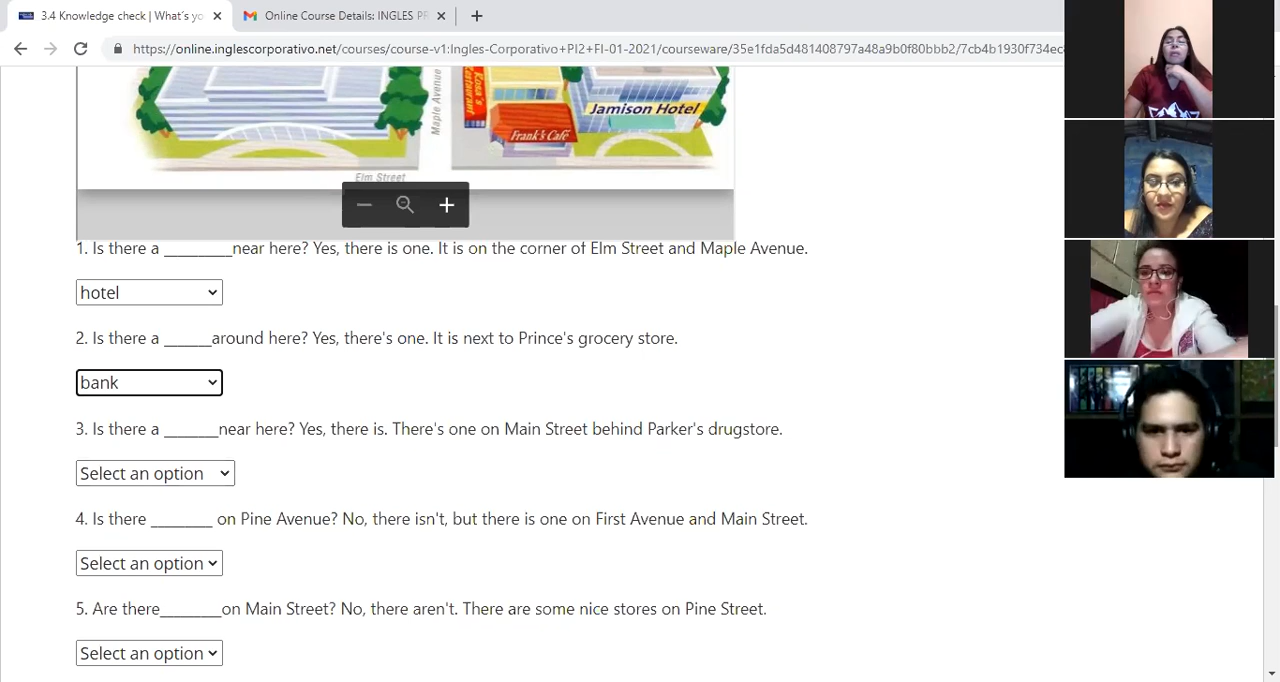 3.4 Knowledge check | What´s yo
Online Course Details: INGLES PR
https://online.inglescorporativo.net/courses/course-v1:Ingles-Corporativo+PI2+FI-01-2021/courseware/35e1fda5d481408797a48a9b0f80bbb2/7cb4b1930f734ec
Maple Avenue
Rosa's Restaurant
Jamison Hotel
Frank's Café
Elm Street
1. Is there a _________near here? Yes, there is one. It is on the corner of Elm Street and Maple Avenue.
hotel
2. Is there a ______around here? Yes, there's one. It is next to Prince's grocery store.
bank
3. Is there a _______near here? Yes, there is. There's one on Main Street behind Parker's drugstore.
Select an option
4. Is there ________ on Pine Avenue? No, there isn't, but there is one on First Avenue and Main Street.
Select an option
5. Are there________on Main Street? No, there aren't. There are some nice stores on Pine Street.
Select an option